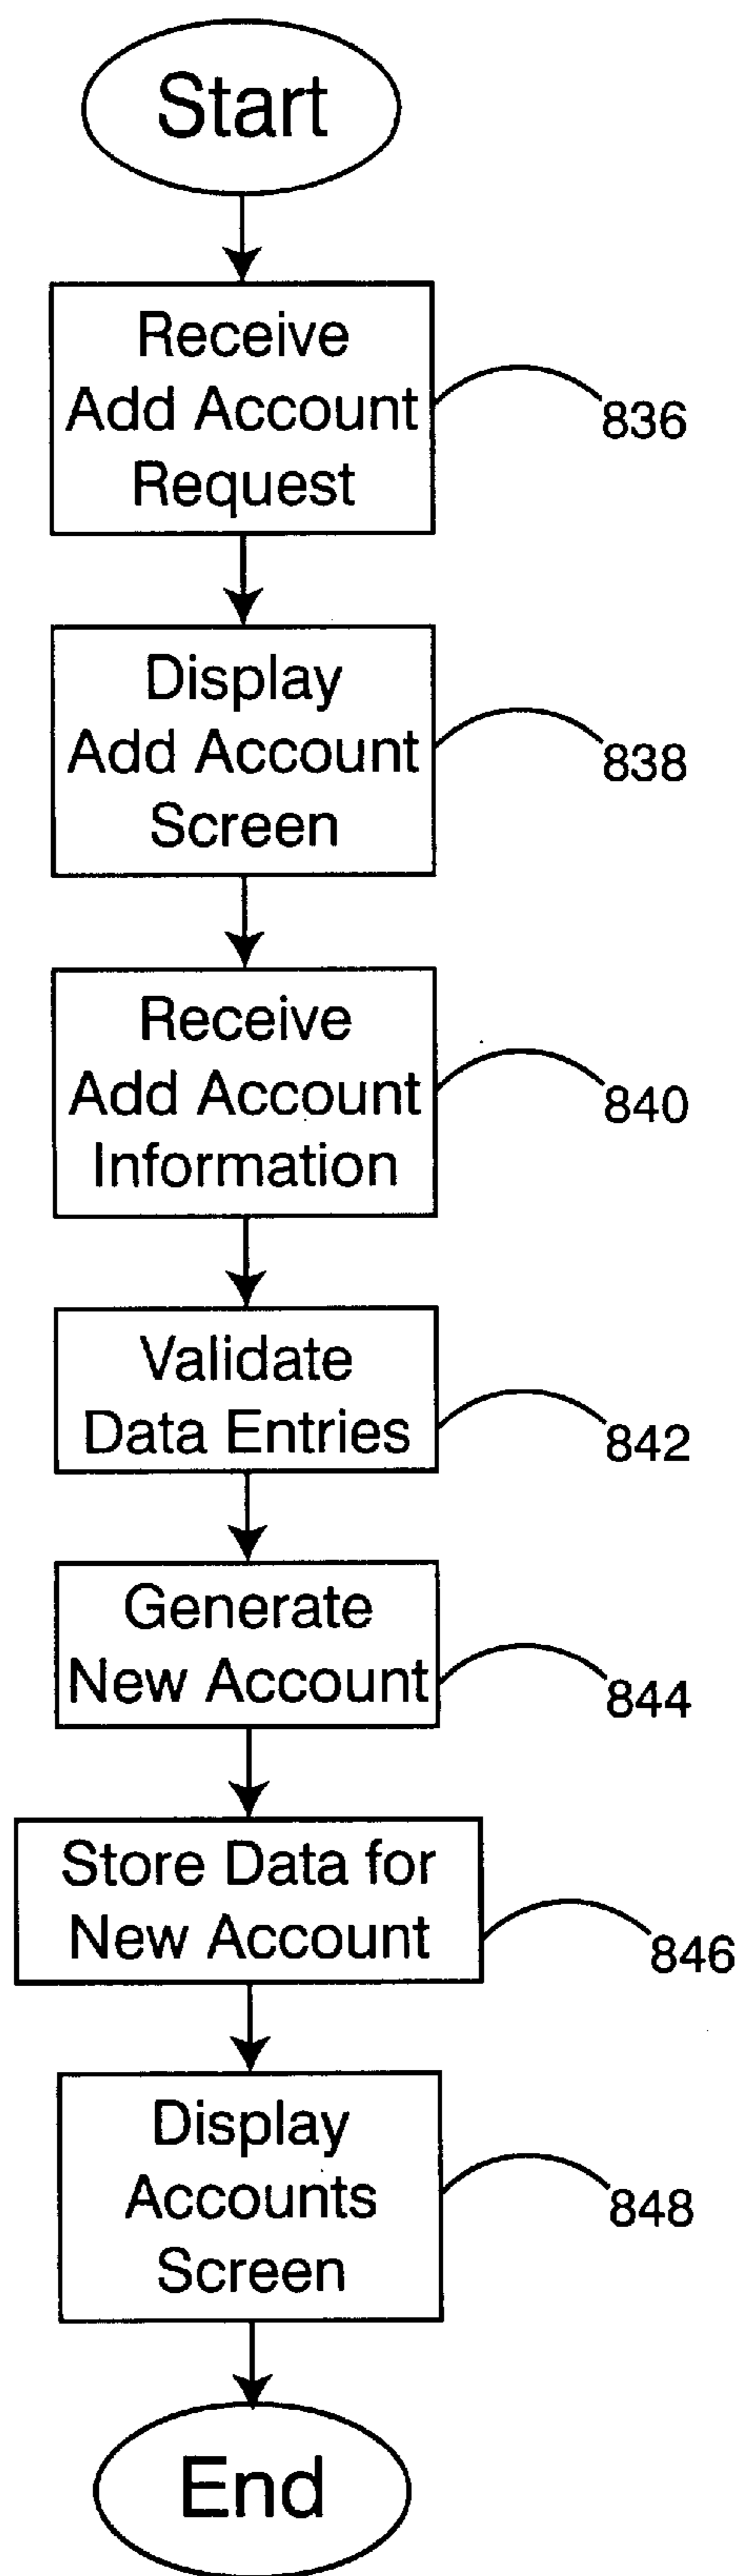 Start
Receive
Add Account
Request
836
Display
Add Account
Screen
838
Receive
Add Account
Information
840
Validate
Data Entries
842
Generate
New Account
844
Store Data for
New Account
846
Display
Accounts
Screen
848
End